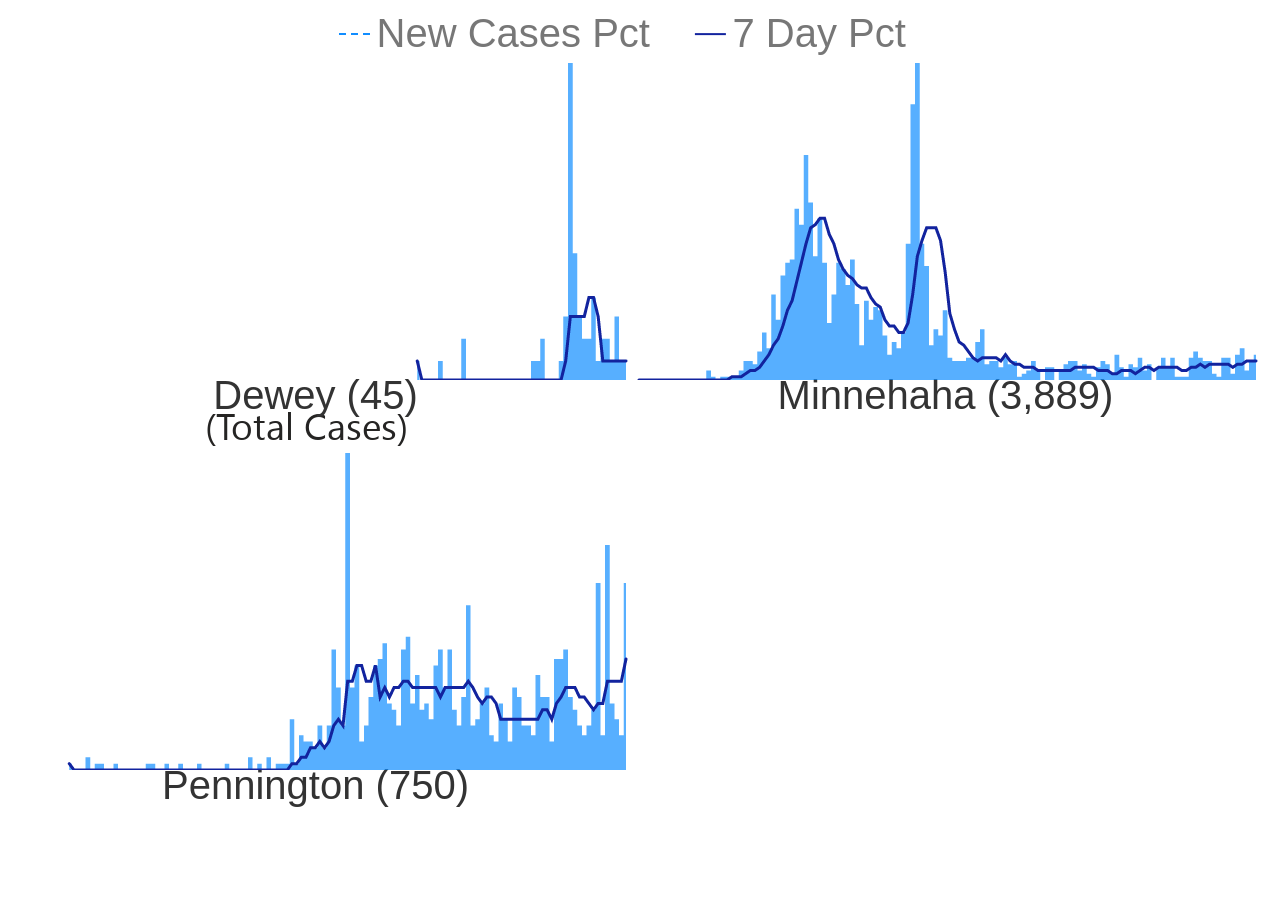 New Cases Pct 7 Day Pct
Dewey (45) Minnehaha (3,889)
(Total Cases)
Pennington (750)